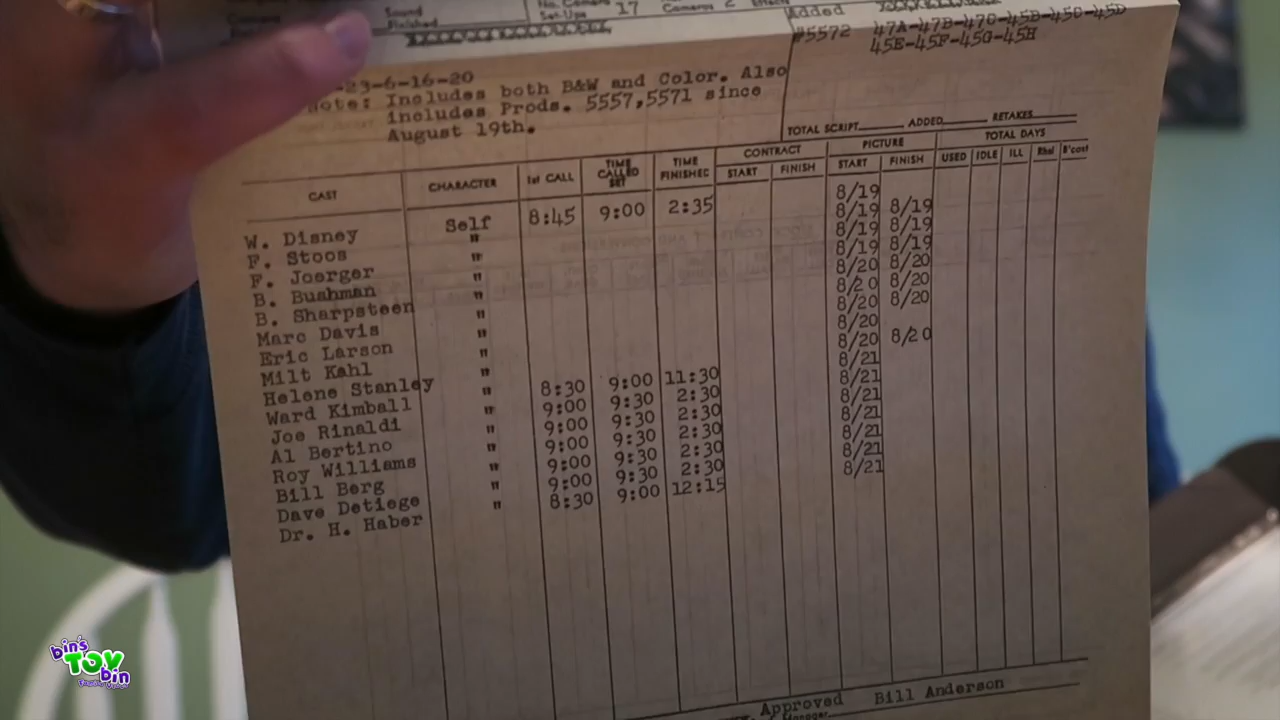 Sound
Finished
No. Camera Set-Ups 17 Cameras 2
Added
#5572 47A-47B-47C-45B-45C-45D
45E-45F-45G-45H
23-6-16-20
Note: Includes both B&W and Color. Also
includes Prods. 5557,5571 since
August 19th.
TOTAL SCRIPT ADDED RETAKES
CAST CHARACTER 1st CALL TIME CALLED SET TIME FINISHED CONTRACT PICTURE TOTAL DAYS
START FINISH START FINISH USED IDLE ILL Rhsl B'cost
W. Disney Self 8:45 9:00 2:35 8/19
F. Stoos " 8/19 8/19
F. Joerger " 8/19 8/19
B. Bushman " 8/19 8/19
B. Sharpsteen " 8/20 8/20
Marc Davis " 8/20 8/20
Eric Larson " 8/20 8/20
Milt Kahl " 8/20
Helene Stanley " 8:30 9:00 11:30 8/20 8/20
Ward Kimball " 9:00 9:30 2:30 8/21
Joe Rinaldi " 9:00 9:30 2:30 8/21
Al Bertino " 9:00 9:30 2:30 8/21
Roy Williams " 9:00 9:30 2:30 8/21
Bill Berg " 9:00 9:30 2:30 8/21
Dave Detiege " 8:30 9:00 12:15 8/21
Dr. H. Haber " 8/21
Approved Bill Anderson
Manager
bin's TOY bin